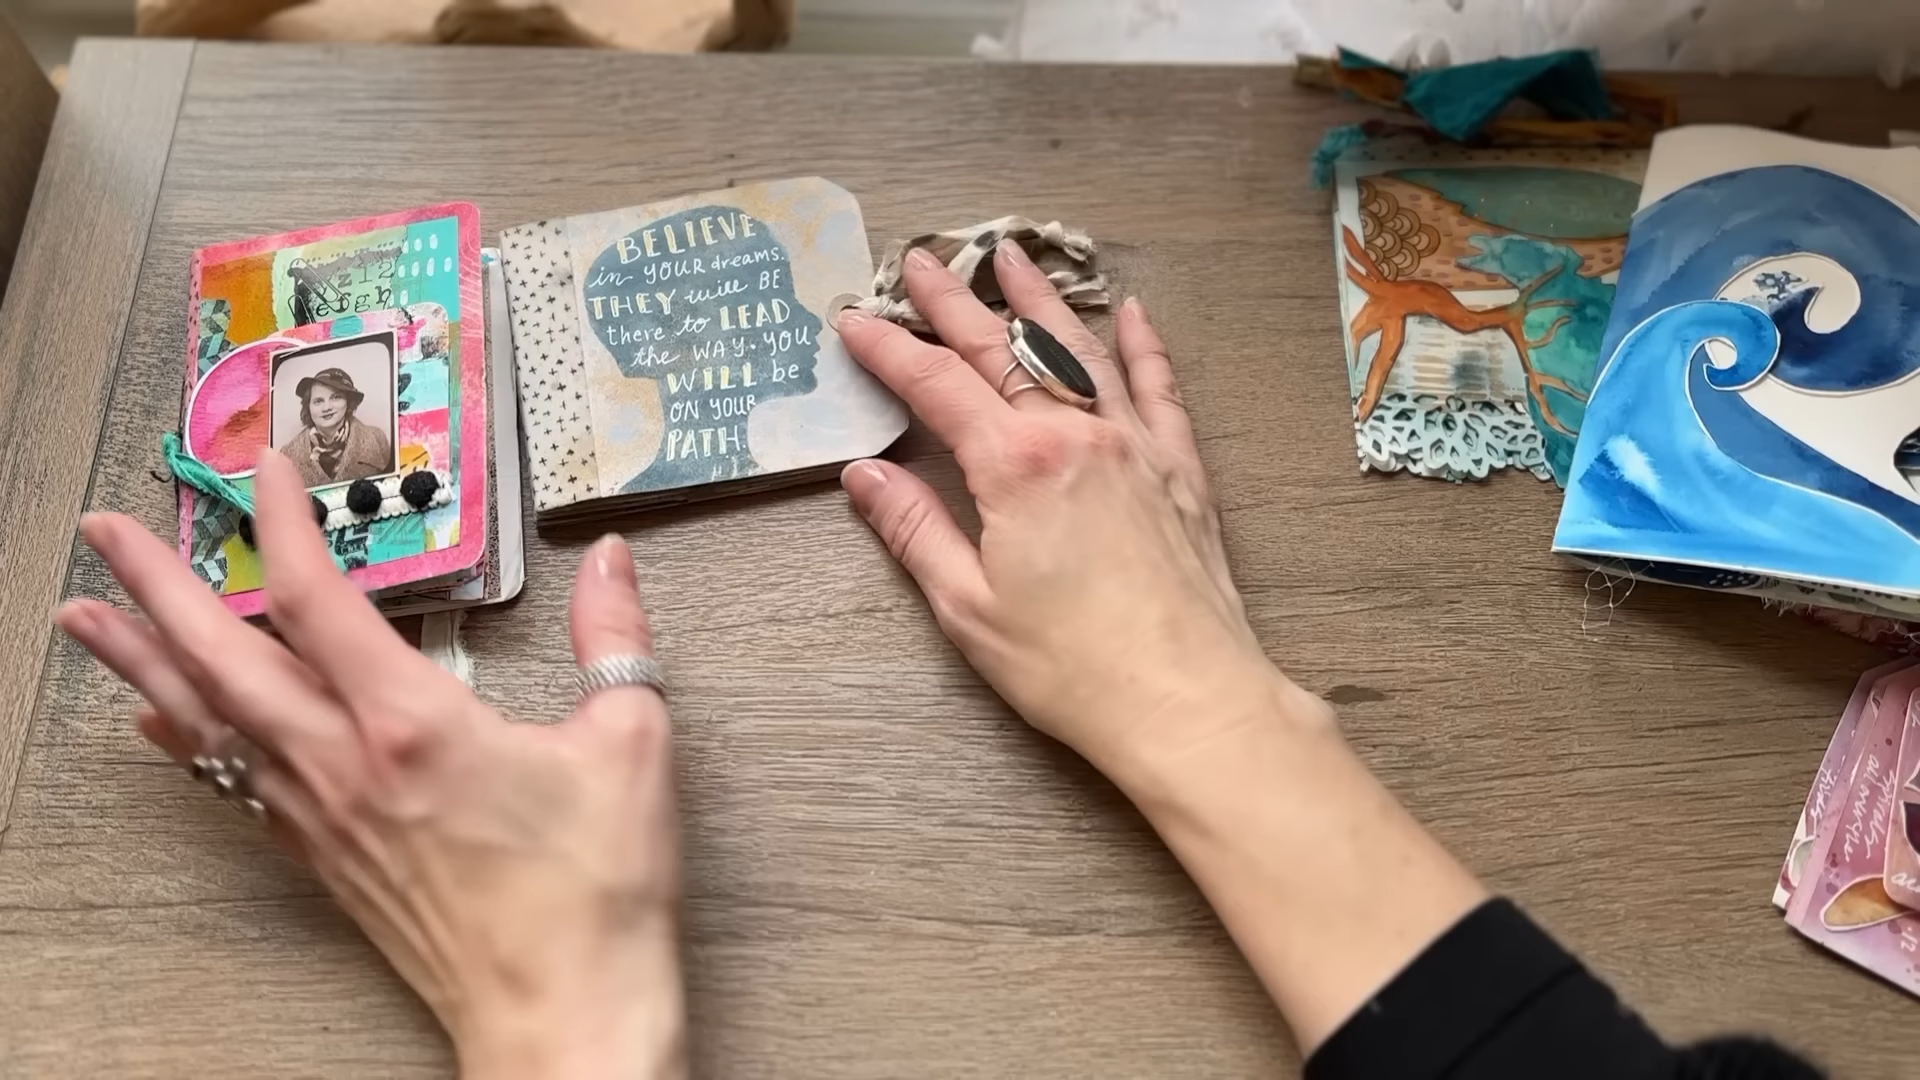 BELIEVE
in YOUR dreams.
THEY will BE
there to LEAD
the WAY. YOU
WILL be
ON YOUR
PATH.